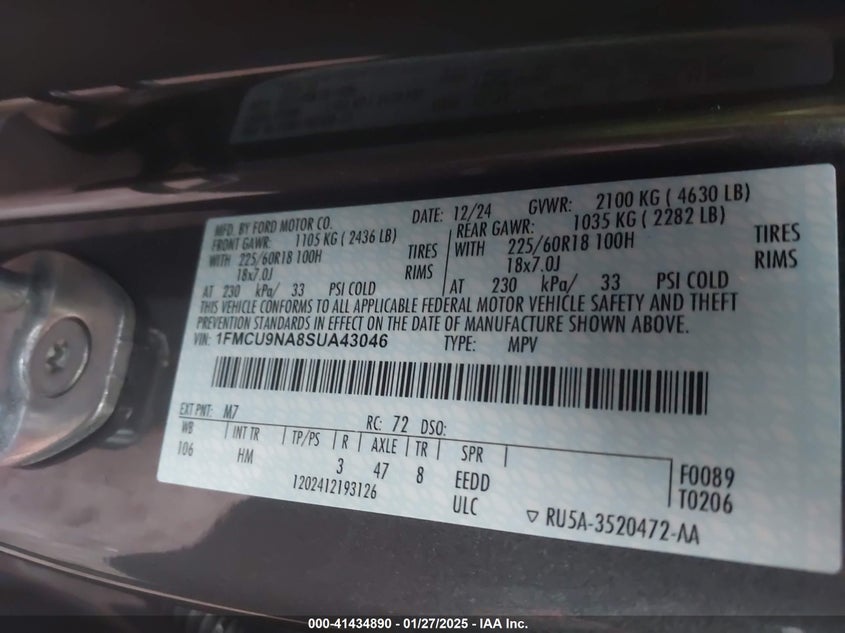 MFD. BY FORD MOTOR CO. DATE: 12/24 GVWR: 2100 KG ( 4630 LB)
FRONT GAWR: 1105 KG ( 2436 LB) REAR GAWR: 1035 KG ( 2282 LB)
WITH 225/60R18 100H TIRES WITH 225/60R18 100H TIRES
18x7.0J RIMS 18x7.0J RIMS
AT 230 kPa/ 33 PSI COLD AT 230 kPa/ 33 PSI COLD
THIS VEHICLE CONFORMS TO ALL APPLICABLE FEDERAL MOTOR VEHICLE SAFETY AND THEFT
PREVENTION STANDARDS IN EFFECT ON THE DATE OF MANUFACTURE SHOWN ABOVE.
VIN: 1FMCU9NA8SUA43046 TYPE: MPV
EXT PNT: M7 RC: 72 DSO:
WB INT TR TP/PS R AXLE TR SPR
106 HM 3 47 8 EEDD F0089
1202412193126 ULC T0206
RU5A-3520472-AA
000-41434890 - 01/27/2025 - IAA Inc.